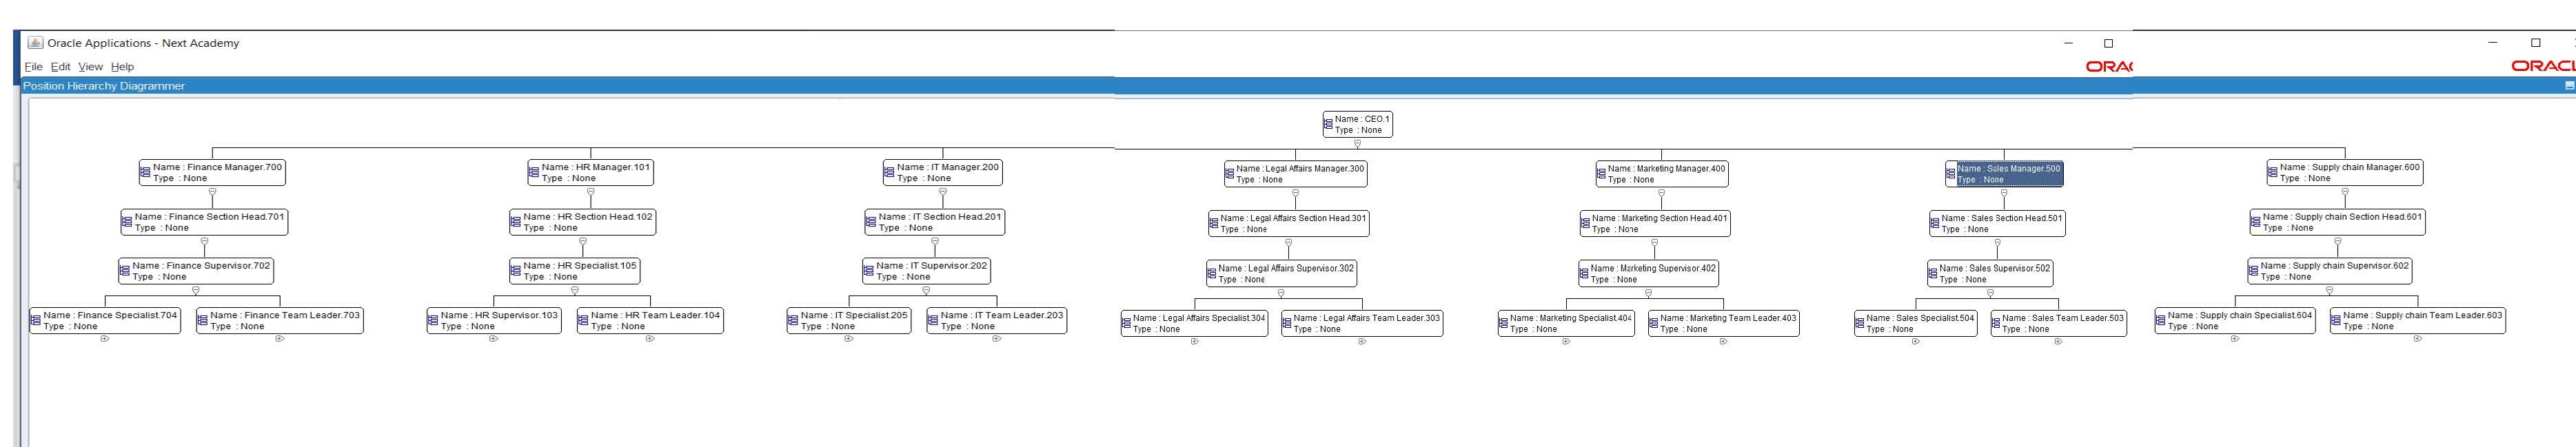 Oracle Applications - Next Academy
File Edit View Help
ORAC
ORACL
Position Hierarchy Diagrammer
Name : CEO.1
Type : None
Name : Finance Manager.700
Type : None
Name : HR Manager.101
Type : None
Name : IT Manager.200
Type : None
Name : Legal Affairs Manager.300
Type : None
Name : Marketing Manager.400
Type : None
Name : Sales Manager.500
Type : None
Name : Supply chain Manager.600
Type : None
Name : Finance Section Head.701
Type : None
Name : HR Section Head.102
Type : None
Name : IT Section Head.201
Type : None
Name : Legal Affairs Section Head.301
Type : None
Name : Marketing Section Head.401
Type : None
Name : Sales Section Head.501
Type : None
Name : Supply chain Section Head.601
Type : None
Name : Finance Supervisor.702
Type : None
Name : HR Specialist.105
Type : None
Name : IT Supervisor.202
Type : None
Name : Legal Affairs Supervisor.302
Type : None
Name : Marketing Supervisor.402
Type : None
Name : Sales Supervisor.502
Type : None
Name : Supply chain Supervisor.602
Type : None
Name : Finance Specialist.704
Type : None
Name : Finance Team Leader.703
Type : None
Name : HR Supervisor.103
Type : None
Name : HR Team Leader.104
Type : None
Name : IT Specialist.205
Type : None
Name : IT Team Leader.203
Type : None
Name : Legal Affairs Specialist.304
Type : None
Name : Legal Affairs Team Leader.303
Type : None
Name : Marketing Specialist.404
Type : None
Name : Marketing Team Leader.403
Type : None
Name : Sales Specialist.504
Type : None
Name : Sales Team Leader.503
Type : None
Name : Supply chain Specialist.604
Type : None
Name : Supply chain Team Leader.603
Type : None